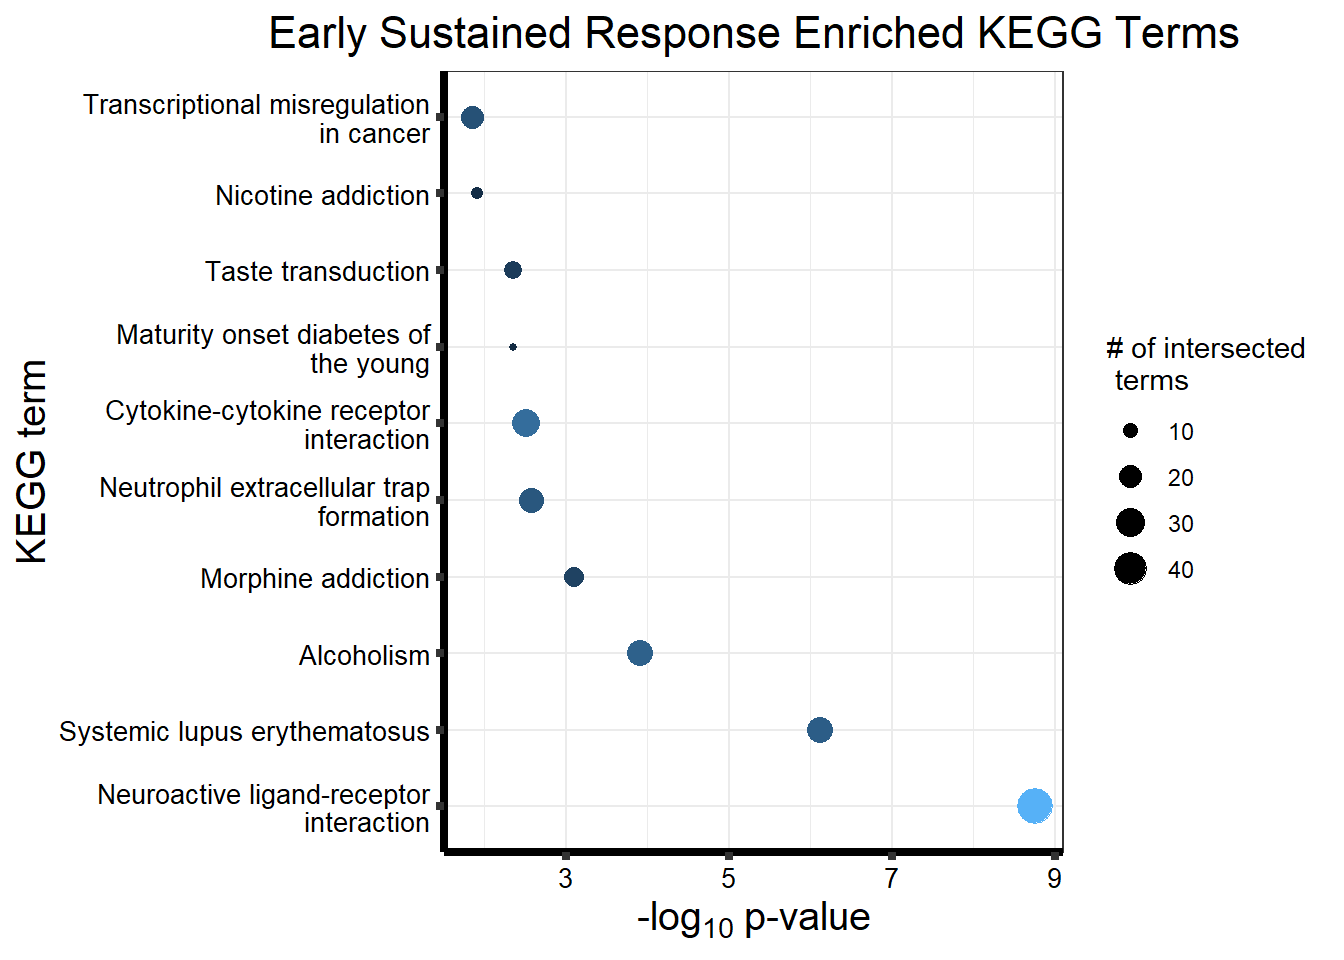 Early Sustained Response Enriched KEGG Terms
KEGG term
Transcriptional misregulation
in cancer
Nicotine addiction
Taste transduction
Maturity onset diabetes of
the young
Cytokine-cytokine receptor
interaction
Neutrophil extracellular trap
formation
Morphine addiction
Alcoholism
Systemic lupus erythematosus
Neuroactive ligand-receptor
interaction
3 5 7 9
-log10 p-value
# of intersected
terms
10
20
30
40